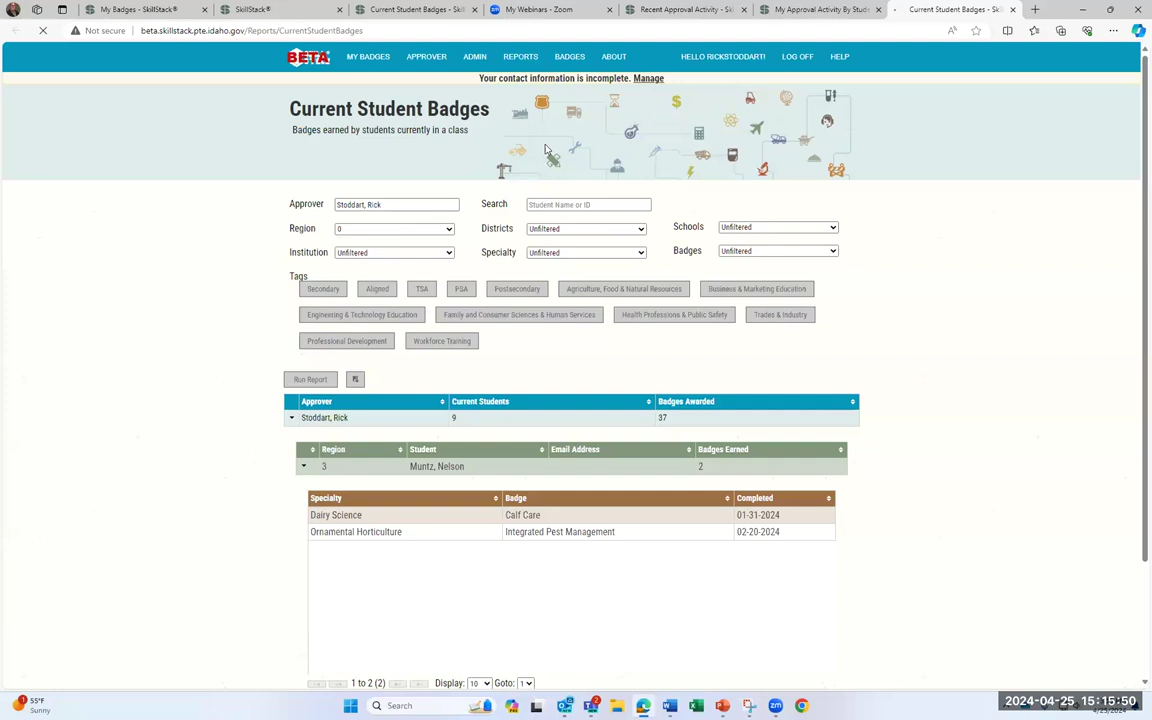 My Badges - SkillStack®
SkillStack®
Current Student Badges - Skil
My Webinars - Zoom
Recent Approval Activity - Ski
My Approval Activity By Stude
Current Student Badges - Skil
Not secure
beta.skillstack.pte.idaho.gov/Reports/CurrentStudentBadges
BETA
MY BADGES
APPROVER
ADMIN
REPORTS
BADGES
ABOUT
HELLO RICKSTODDART!
LOG OFF
HELP
Your contact information is incomplete. Manage
Current Student Badges
Badges earned by students currently in a class
Approver Stoddart, Rick Search Student Name or ID
Region 0 Districts Unfiltered Schools Unfiltered
Institution Unfiltered Specialty Unfiltered Badges Unfiltered
Tags
Secondary Aligned TSA PSA Postsecondary Agriculture, Food & Natural Resources Business & Marketing Education
Engineering & Technology Education Family and Consumer Sciences & Human Services Health Professions & Public Safety Trades & Industry
Professional Development Workforce Training
Run Report
Approver Current Students Badges Awarded
Stoddart, Rick 9 37
Region Student Email Address Badges Earned
3 Muntz, Nelson 2
Specialty Badge Completed
Dairy Science Calf Care 01-31-2024
Ornamental Horticulture Integrated Pest Management 02-20-2024
1 to 2 (2) Display: 10 Goto: 1
55°F
Sunny
Search
2024-04-25 15:15:50